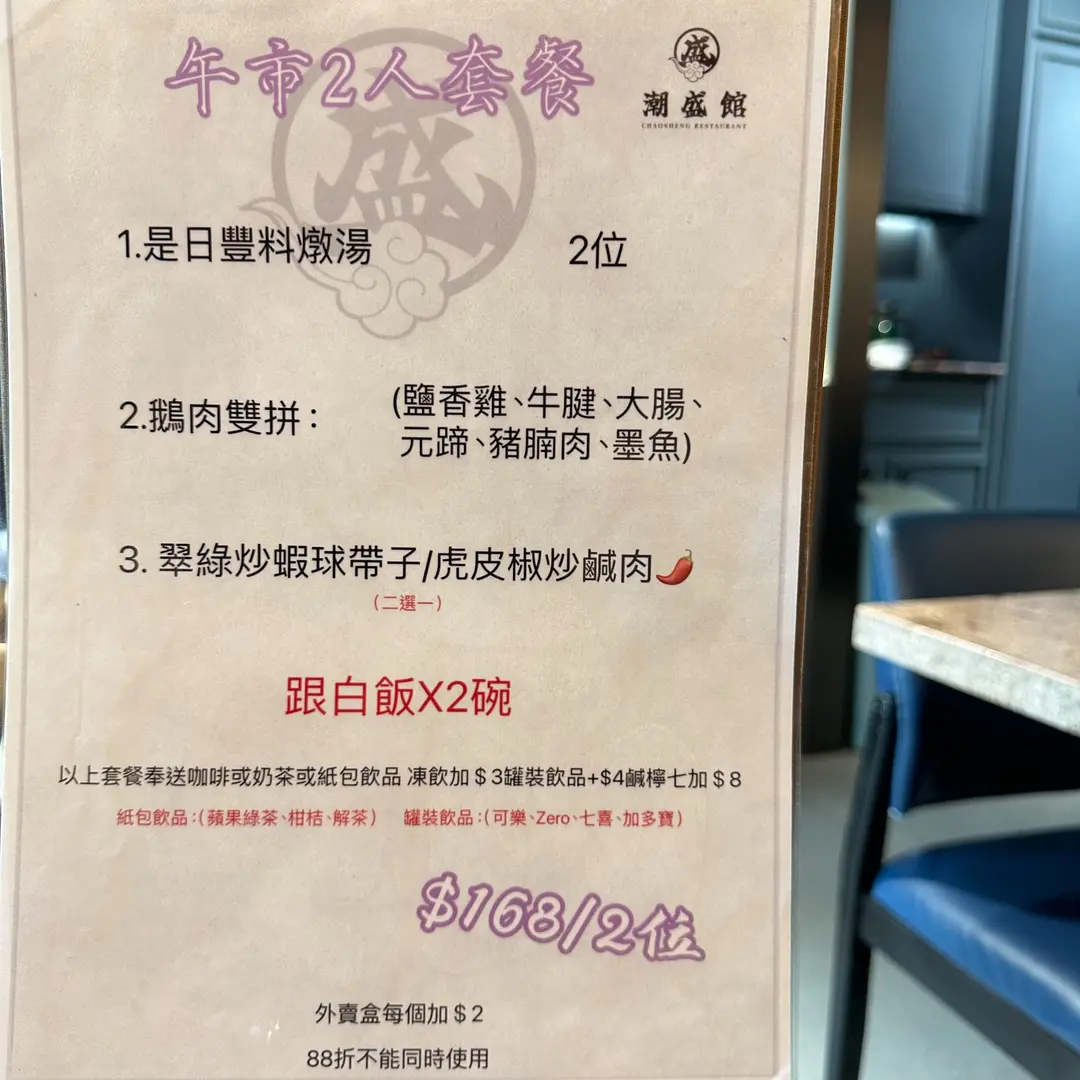 午市2人套餐
盛
潮盛館
CHAOSHENG RESTAURANT
盛
1.是日豐料燉湯 2位
2.鵝肉雙拼： (鹽香雞、牛腱、大腸、
元蹄、豬腩肉、墨魚)
3. 翠綠炒蝦球帶子/虎皮椒炒鹹肉🌶️
（二選一）
跟白飯X2碗
以上套餐奉送咖啡或奶茶或紙包飲品 凍飲加＄3罐裝飲品+$4鹹檸七加＄8
紙包飲品：（蘋果綠茶、柑桔、解茶） 罐裝飲品：（可樂、Zero、七喜、加多寶）
$168/2位
外賣盒每個加＄2
88折不能同時使用